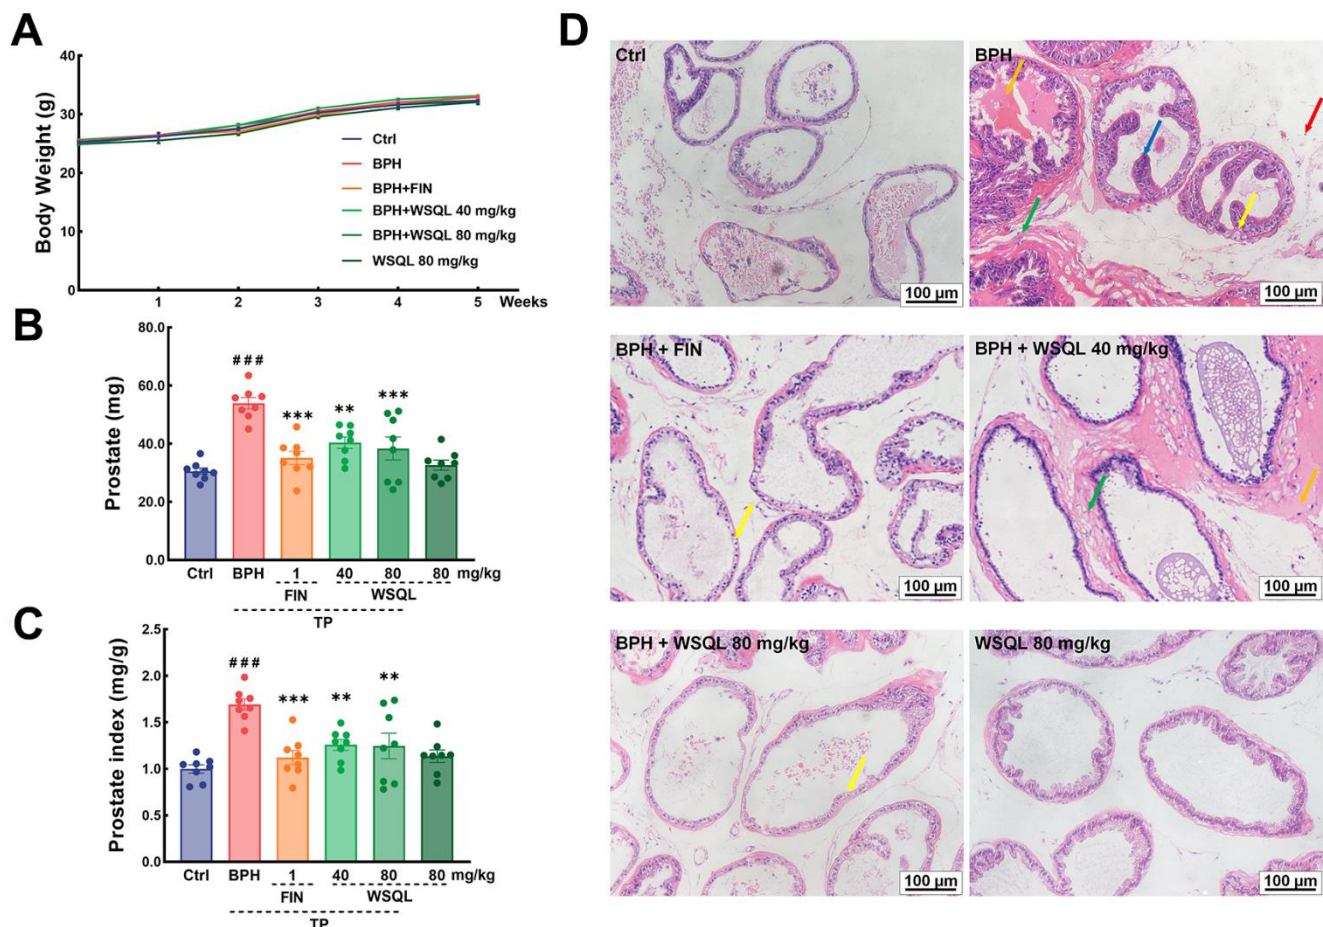 A
40
30
20
10
0
Body Weight (g)
1 2 3 4 5 Weeks
Ctrl
BPH
BPH+FIN
BPH+WSQL 40 mg/kg
BPH+WSQL 80 mg/kg
WSQL 80 mg/kg
B
80.0
60.0
40.0
20.0
0.0
Prostate (mg)
###
***
**
***
Ctrl BPH 1 40 80 80 mg/kg
FIN WSQL
TP
C
2.5
2.0
1.5
1.0
0.5
0.0
Prostate index (mg/g)
###
***
**
**
Ctrl BPH 1 40 80 80 mg/kg
FIN WSQL
TP
D
Ctrl
100 µm
BPH
100 µm
BPH + FIN
100 µm
BPH + WSQL 40 mg/kg
100 µm
BPH + WSQL 80 mg/kg
100 µm
WSQL 80 mg/kg
100 µm